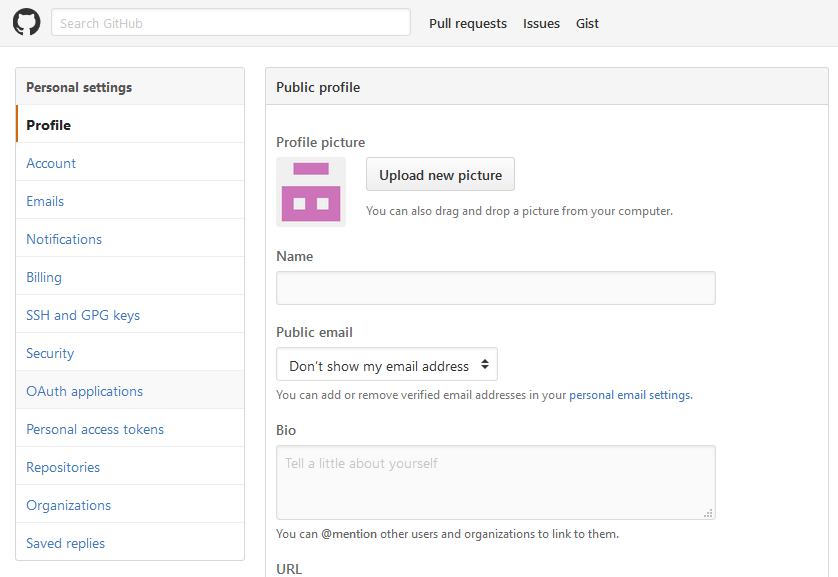 Search GitHub
Pull requests
Issues
Gist
Personal settings
Profile
Account
Emails
Notifications
Billing
SSH and GPG keys
Security
OAuth applications
Personal access tokens
Repositories
Organizations
Saved replies
Public profile
Profile picture
Upload new picture
You can also drag and drop a picture from your computer.
Name
Public email
Don’t show my email address
You can add or remove verified email addresses in your personal email settings.
Bio
Tell a little about yourself
You can @mention other users and organizations to link to them.
URL